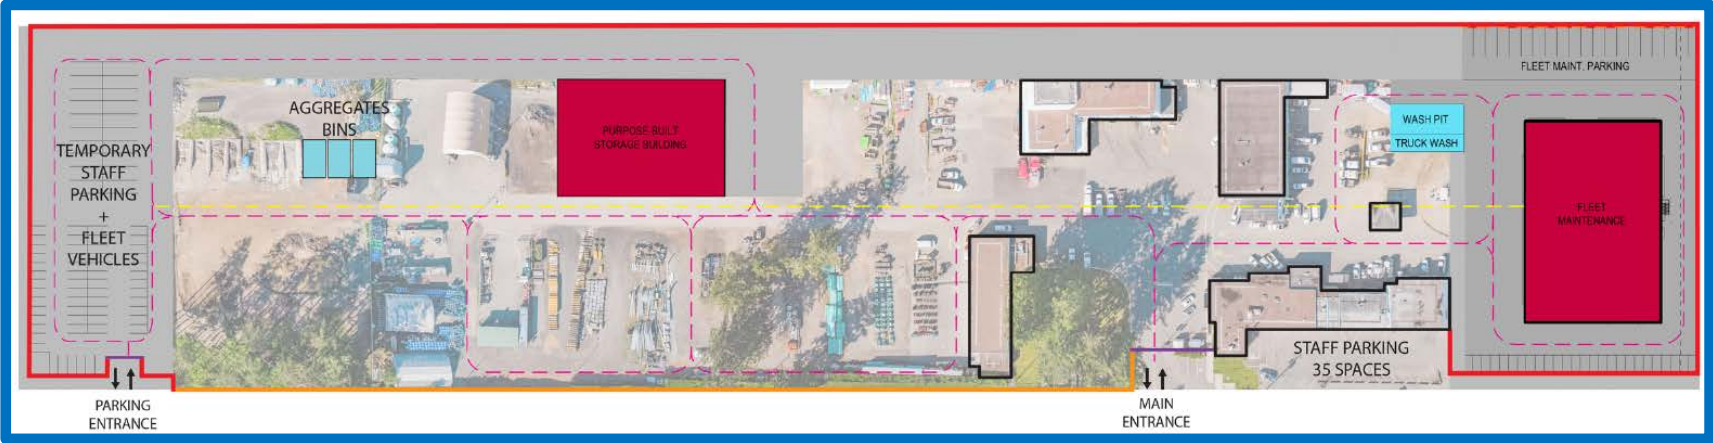 FLEET MAINT. PARKING
AGGREGATES
BINS
PURPOSE BUILT
STORAGE BUILDING
WASH PIT
TRUCK WASH
TEMPORARY
STAFF
PARKING
+
FLEET
VEHICLES
FLEET
MAINTENANCE
STAFF PARKING
35 SPACES
PARKING
ENTRANCE
MAIN
ENTRANCE